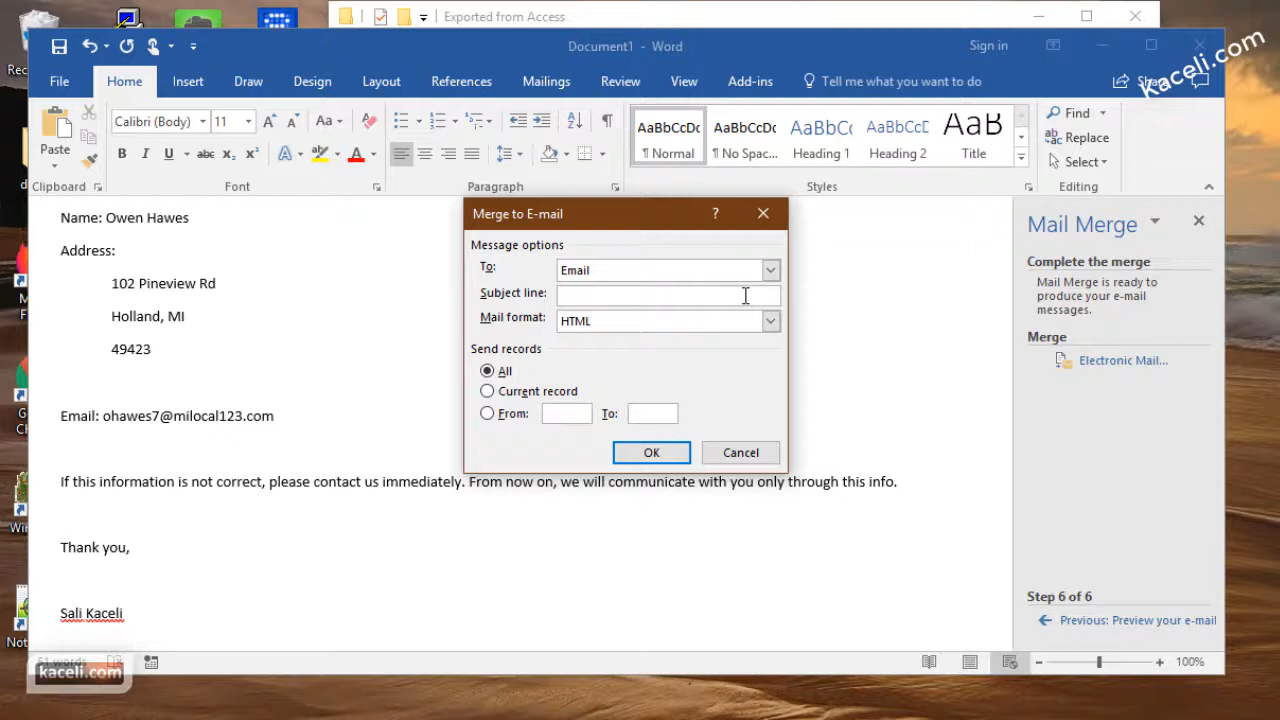 Exported from Access
Document1 - Word
Sign in
kaceli.com
File
Home
Insert
Draw
Design
Layout
References
Mailings
Review
View
Add-ins
Tell me what you want to do
Paste
Calibri (Body)
11
Aa
B I U abc x₂ x²
Clipboard
Font
Paragraph
AaBbCcDc
¶ Normal
AaBbCcDc
¶ No Spac...
AaBbCc
Heading 1
AaBbCcD
Heading 2
AaB
Title
Styles
Find
Replace
Select
Editing
Name: Owen Hawes
Address:
102 Pineview Rd
Holland, MI
49423
Email: ohawes7@milocal123.com
If this information is not correct, please contact us immediately. From now on, we will communicate with you only through this info.
Thank you,
Sali Kaceli
Merge to E-mail
Message options
To:
Email
Subject line:
Mail format:
HTML
Send records
All
Current record
From:
To:
OK
Cancel
Mail Merge
Complete the merge
Mail Merge is ready to
produce your e-mail
messages.
Merge
Electronic Mail...
Step 6 of 6
Previous: Preview your e-mail
100%
kaceli.com